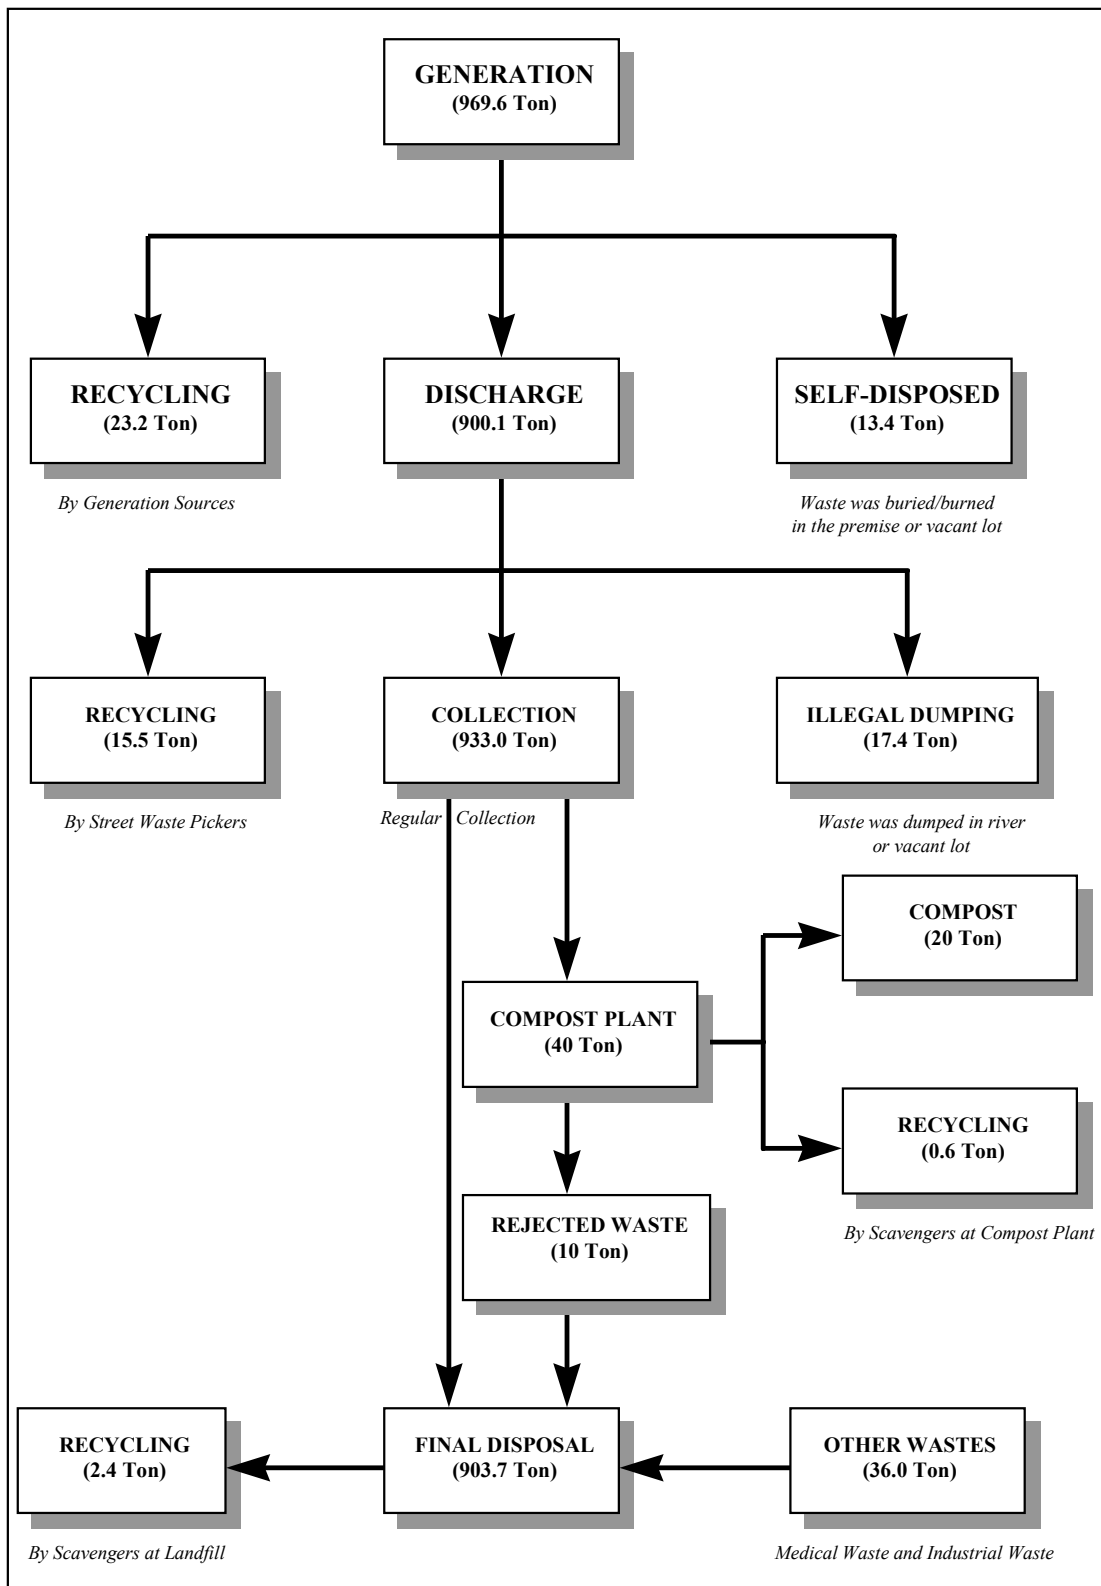 GENERATION
(969.6 Ton)
RECYCLING
(23.2 Ton)
DISCHARGE
(900.1 Ton)
SELF-DISPOSED
(13.4 Ton)
By Generation Sources
Waste was buried/burned
in the premise or vacant lot
RECYCLING
(15.5 Ton)
COLLECTION
(933.0 Ton)
ILLEGAL DUMPING
(17.4 Ton)
By Street Waste Pickers
Regular Collection
Waste was dumped in river
or vacant lot
COMPOST
(20 Ton)
COMPOST PLANT
(40 Ton)
RECYCLING
(0.6 Ton)
By Scavengers at Compost Plant
REJECTED WASTE
(10 Ton)
RECYCLING
(2.4 Ton)
FINAL DISPOSAL
(903.7 Ton)
OTHER WASTES
(36.0 Ton)
By Scavengers at Landfill
Medical Waste and Industrial Waste